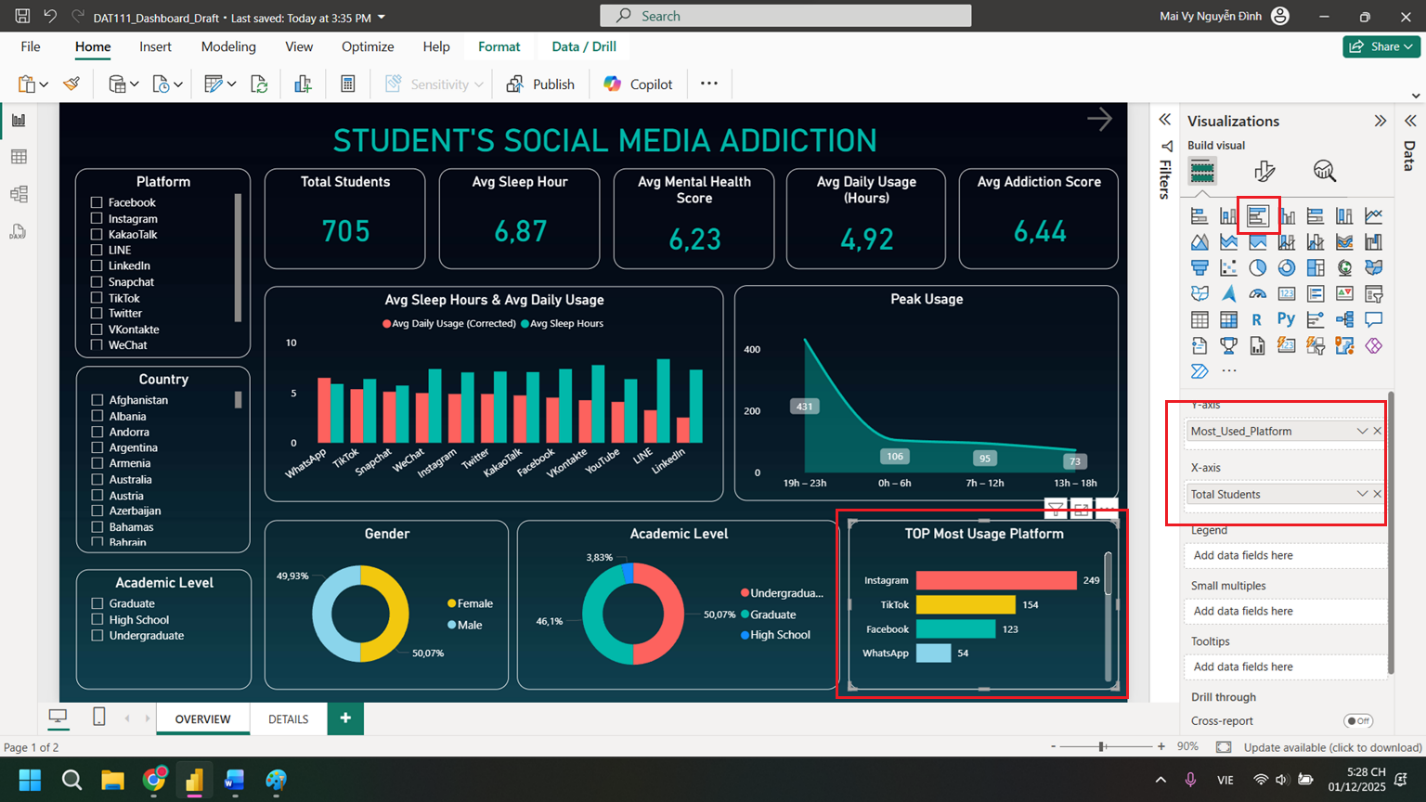 DAT111_Dashboard_Draft • Last saved: Today at 3:35 PM
Search
Mai Vy Nguyễn Đình
File
Home
Insert
Modeling
View
Optimize
Help
Format
Data / Drill
Share
Sensitivity
Publish
Copilot
STUDENT'S SOCIAL MEDIA ADDICTION
Platform
Facebook
Instagram
KakaoTalk
LINE
LinkedIn
Snapchat
TikTok
Twitter
VKontakte
WeChat
Country
Afghanistan
Albania
Andorra
Argentina
Armenia
Australia
Austria
Azerbaijan
Bahamas
Bahrain
Academic Level
Graduate
High School
Undergraduate
Total Students
705
Avg Sleep Hour
6,87
Avg Mental Health
Score
6,23
Avg Daily Usage
(Hours)
4,92
Avg Addiction Score
6,44
Avg Sleep Hours & Avg Daily Usage
Avg Daily Usage (Corrected)
Avg Sleep Hours
10
5
0
WhatsApp
TikTok
Snapchat
WeChat
Instagram
Twitter
KakaoTalk
Facebook
VKontakte
YouTube
LINE
LinkedIn
Peak Usage
400
200
0
431
106
95
73
19h – 23h
0h – 6h
7h – 12h
13h – 18h
Gender
49,93%
50,07%
Female
Male
Academic Level
3,83%
46,1%
50,07%
Undergradua...
Graduate
High School
TOP Most Usage Platform
Instagram 249
TikTok 154
Facebook 123
WhatsApp 54
Filters
Visualizations
Build visual
123
R
Py
Y-axis
Most_Used_Platform
X-axis
Total Students
Legend
Add data fields here
Small multiples
Add data fields here
Tooltips
Add data fields here
Drill through
Cross-report
Off
Data
OVERVIEW
DETAILS
Page 1 of 2
90%
Update available (click to download)
VIE
5:28 CH
01/12/2025